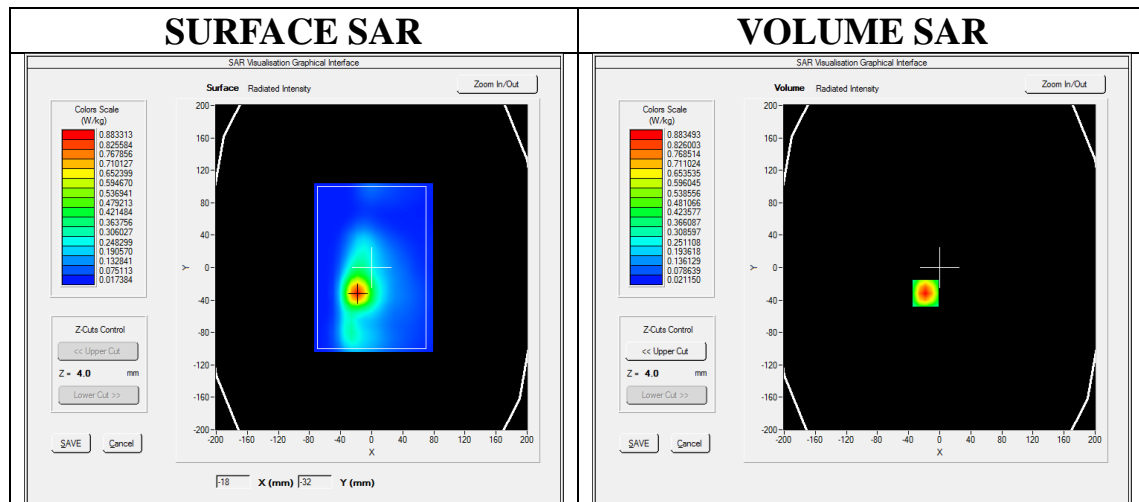 SURFACE SAR
SAR Visualisation Graphical Interface
Surface Radiated Intensity
Zoom In/Out
Colors Scale
(W/kg)
0.883313
0.825584
0.767856
0.710127
0.652399
0.594670
0.536941
0.479213
0.421484
0.363756
0.306027
0.248299
0.190570
0.132841
0.075113
0.017384
200
160
120
80
40
0
-40
-80
-120
-160
-200
Y
-200 -160 -120 -80 -40 0 40 80 120 160 200
X
Z-Cuts Control
<< Upper Cut
Z = 4.0 mm
Lower Cut >>
SAVE Cancel
-18 X (mm) -32 Y (mm)
VOLUME SAR
SAR Visualisation Graphical Interface
Volume Radiated Intensity
Zoom In/Out
Colors Scale
(W/kg)
0.883493
0.826003
0.768514
0.711024
0.653535
0.596045
0.538556
0.481066
0.423577
0.366087
0.308597
0.251108
0.193618
0.136129
0.078639
0.021150
200
160
120
80
40
0
-40
-80
-120
-160
-200
Y
-200 -160 -120 -80 -40 0 40 80 120 160 200
X
Z-Cuts Control
<< Upper Cut
Z = 4.0 mm
Lower Cut >>
SAVE Cancel